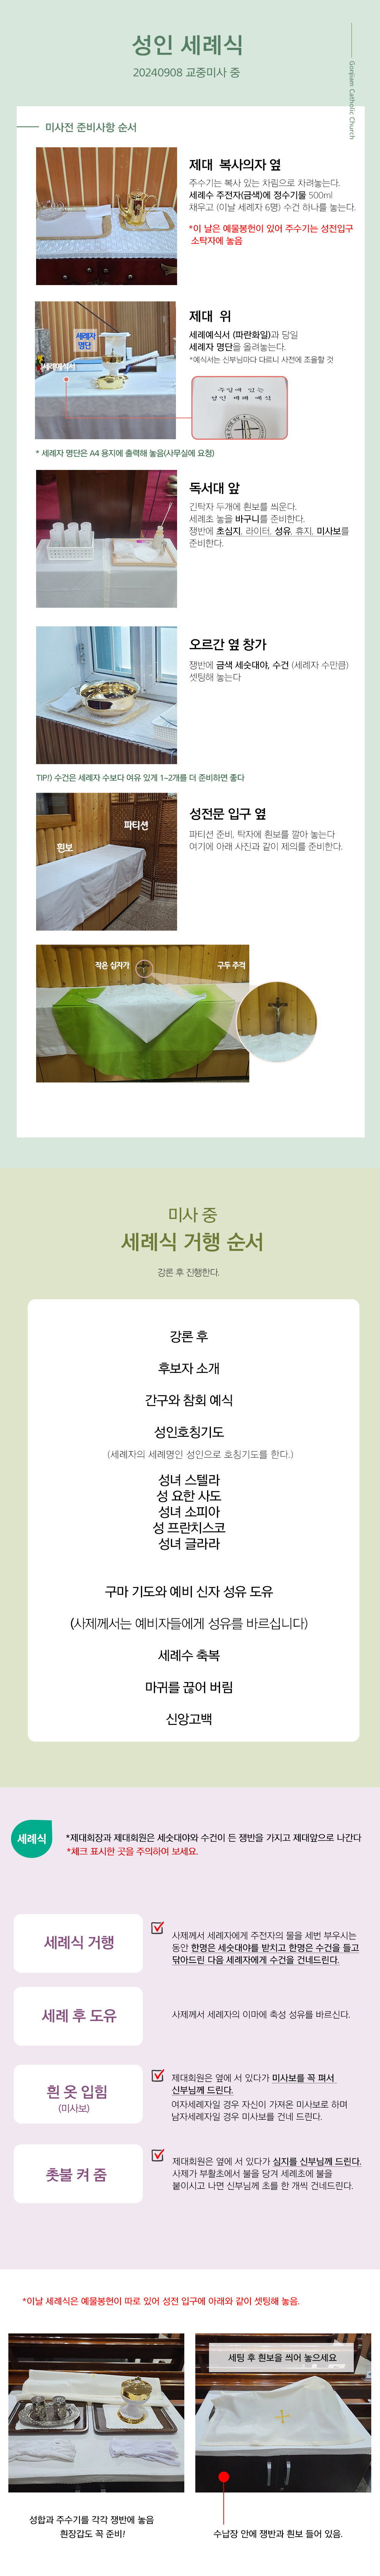 성인 세례식
20240908 교중미사 중
Gonjiam Catholic Church
미사전 준비사항 순서
제대 복사의자 옆
주수기는 복사 있는 차림으로 차려놓는다.
세례수 주전자(금색)에 정수기물 500ml
채우고 (이날 세례자 6명) 수건 하나를 놓는다.
*이 날은 예물봉헌이 있어 주수기는 성전입구
소탁자에 놓음
세례자
명단
세례예식서
제대 위
세례예식서 (파란화일)과 당일
세례자 명단을 올려놓는다.
*예식서는 신부님마다 다르니 사전에 조율할 것
주님께 있는
성인 세례 예식
* 세례자 명단은 A4 용지에 출력해 놓음(사무실에 요청)
독서대 앞
긴탁자 두개에 흰보를 씌운다.
세례초 놓을 바구니를 준비한다.
쟁반에 초심지, 라이터, 성유, 휴지, 미사보를
준비한다.
오르간 옆 창가
쟁반에 금색 세숫대야, 수건 (세례자 수만큼)
셋팅해 놓는다
TIP!) 수건은 세례자 수보다 여유 있게 1~2개를 더 준비하면 좋다
파티션
흰보
성전문 입구 옆
파티션 준비, 탁자에 흰보를 깔아 놓는다
여기에 아래 사진과 같이 제의를 준비한다.
작은 십자가
구두 주걱
미사 중
세례식 거행 순서
강론 후 진행한다.
강론 후
후보자 소개
간구와 참회 예식
성인호칭기도
(세례자의 세례명인 성인으로 호칭기도를 한다.)
성녀 스텔라
성 요한 사도
성녀 소피아
성 프란치스코
성녀 글라라
구마 기도와 예비 신자 성유 도유
(사제께서는 예비자들에게 성유를 바르십니다)
세례수 축복
마귀를 끊어 버림
신앙고백
세례식
*제대회장과 제대회원은 세숫대야와 수건이 든 쟁반을 가지고 제대앞으로 나간다
*체크 표시한 곳을 주의하여 보세요.
세례식 거행
사제께서 세례자에게 주전자의 물을 세번 부우시는
동안 한명은 세숫대야를 받치고 한명은 수건을 들고
닦아드린 다음 세례자에게 수건을 건네드린다.
세례 후 도유
사제께서 세례자의 이마에 축성 성유를 바르신다.
흰 옷 입힘
(미사보)
제대회원은 옆에 서 있다가 미사보를 꼭 펴서
신부님께 드린다.
여자세례자일 경우 자신이 가져온 미사보로 하며
남자세례자일 경우 미사보를 건네 드린다.
촛불 켜 줌
제대회원은 옆에 서 있다가 심지를 신부님께 드린다.
사제가 부활초에서 불을 당겨 세례초에 불을
붙이시고 나면 신부님께 초를 한 개씩 건네드린다.
*이날 세례식은 예물봉헌이 따로 있어 성전 입구에 아래와 같이 셋팅해 놓음.
세팅 후 흰보을 씌어 놓으세요
성합과 주수기를 각각 쟁반에 놓음
흰장갑도 꼭 준비!
수납장 안에 쟁반과 흰보 들어 있음.